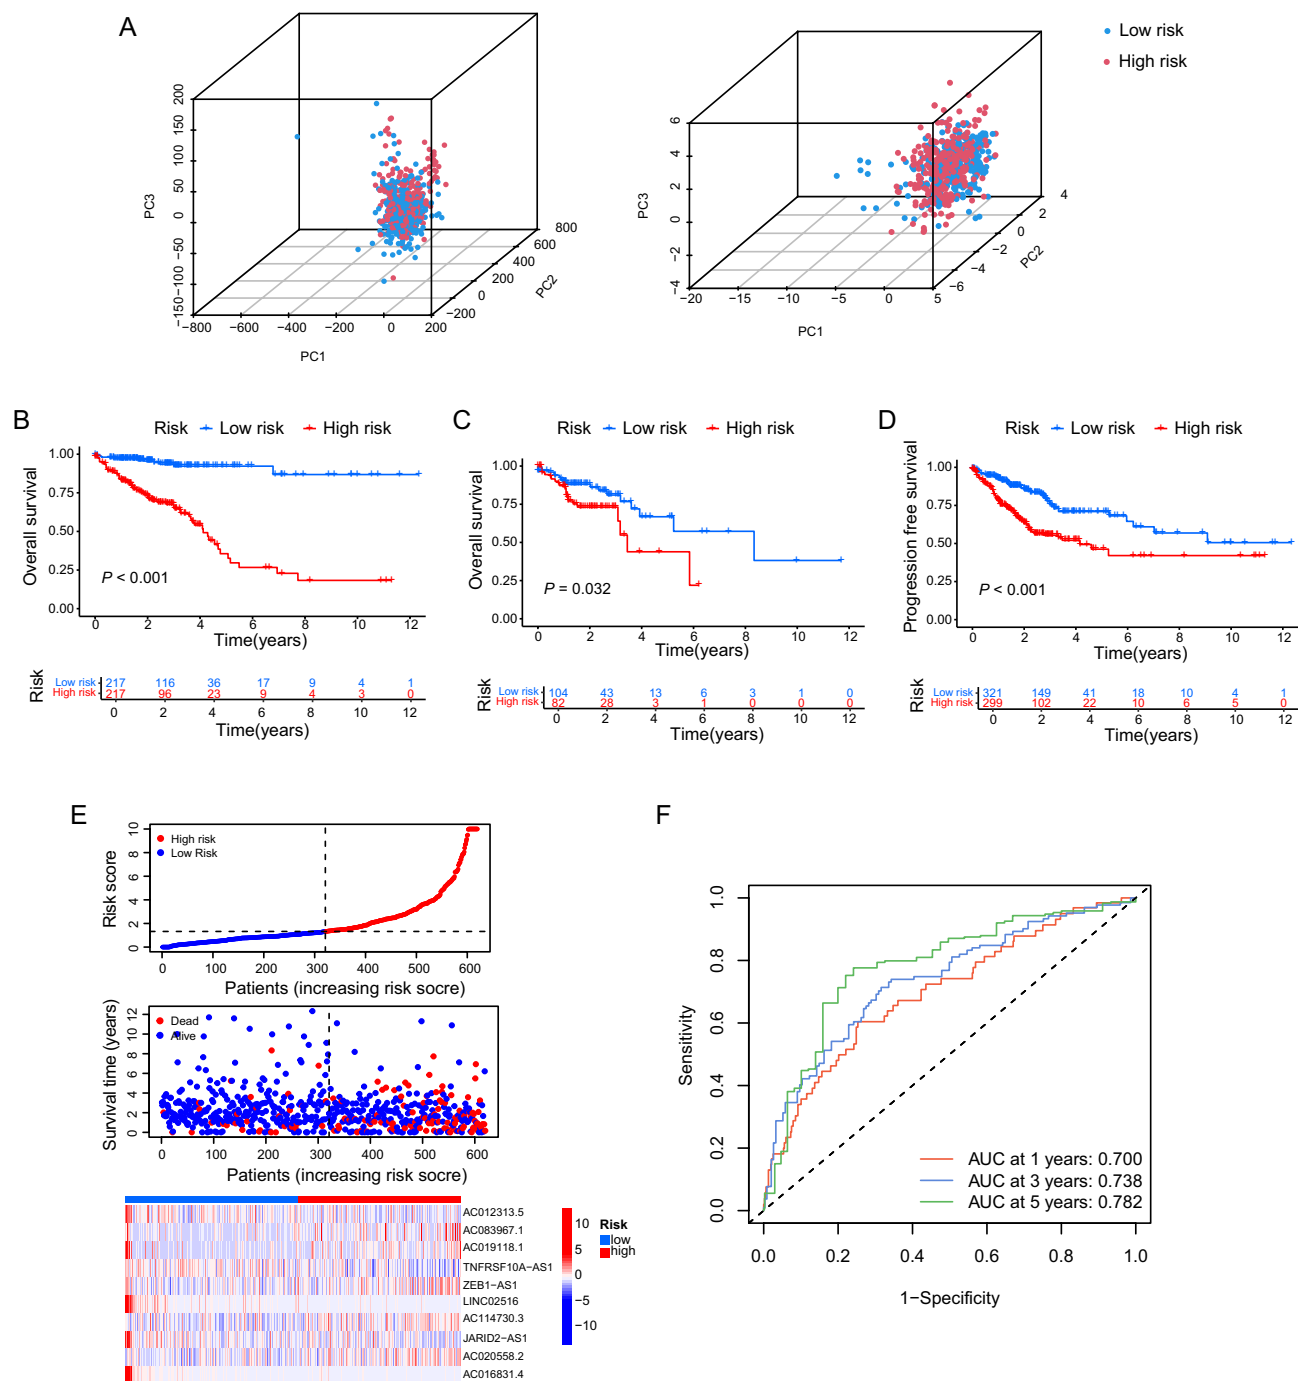 A
Low risk
High risk
200
150
100
50
0
−50
−100
−150
PC3
−800
−600
−400
−200
0
200
PC1
−200
0
200
400
600
800
PC2
6
4
2
0
−2
−4
PC3
−20
−15
−10
−5
0
5
PC1
−6
−4
−2
0
2
4
PC2
B
Risk Low risk High risk
1.00
0.75
0.50
0.25
0.00
Overall survival
P < 0.001
0 2 4 6 8 10 12
Time(years)
Risk
Low risk 217 116 36 17 9 4 1
High risk 217 96 23 9 4 3 0
0 2 4 6 8 10 12
Time(years)
C
Risk Low risk High risk
1.00
0.75
0.50
0.25
0.00
Overall survival
P = 0.032
0 2 4 6 8 10 12
Time(years)
Risk
Low risk 104 43 13 6 3 1 0
High risk 82 28 3 1 0 0 0
0 2 4 6 8 10 12
Time(years)
D
Risk Low risk High risk
1.00
0.75
0.50
0.25
0.00
Progression free survival
P < 0.001
0 2 4 6 8 10 12
Time(years)
Risk
Low risk 321 149 41 18 10 4 1
High risk 299 102 22 10 6 5 0
0 2 4 6 8 10 12
Time(years)
E
High risk
Low Risk
10
8
6
4
2
0
Risk score
0 100 200 300 400 500 600
Patients (increasing risk socre)
Dead
Alive
12
10
8
6
4
2
0
Survival time (years)
0 100 200 300 400 500 600
Patients (increasing risk socre)
AC012313.5
AC083967.1
AC019118.1
TNFRSF10A−AS1
ZEB1−AS1
LINC02516
AC114730.3
JARID2−AS1
AC020558.2
AC016831.4
10
5
0
−5
−10
Risk
low
high
F
1.0
0.8
0.6
0.4
0.2
0.0
Sensitivity
AUC at 1 years: 0.700
AUC at 3 years: 0.738
AUC at 5 years: 0.782
0.0 0.2 0.4 0.6 0.8 1.0
1−Specificity